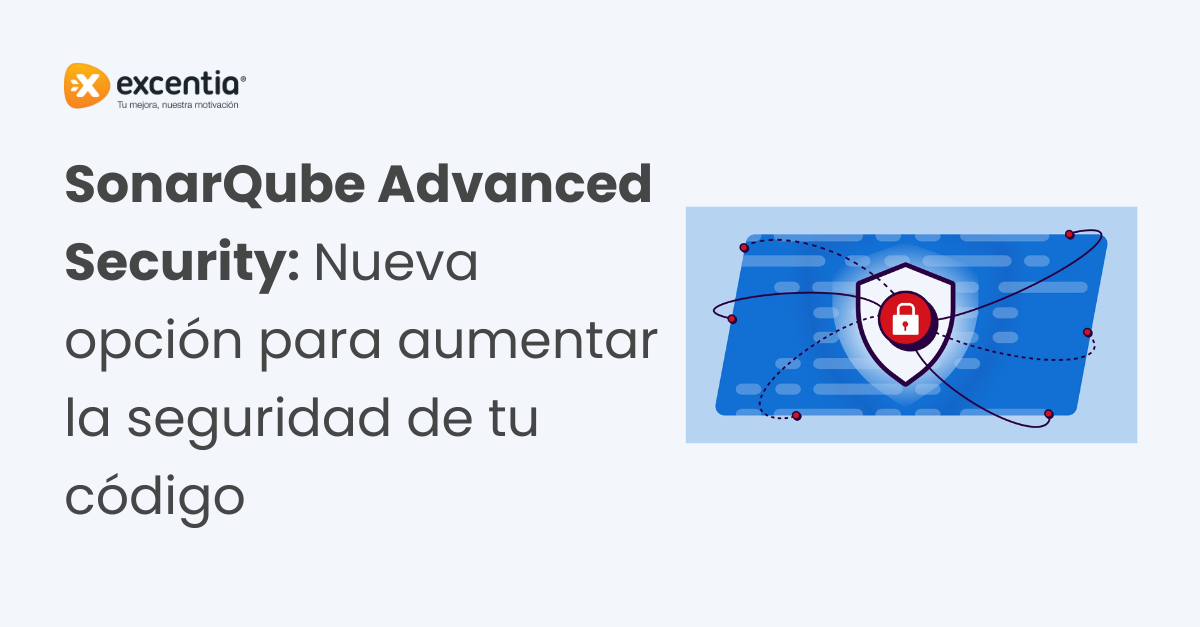 excentia®
Tu mejora, nuestra motivación
SonarQube Advanced
Security: Nueva
opción para aumentar
la seguridad de tu
código